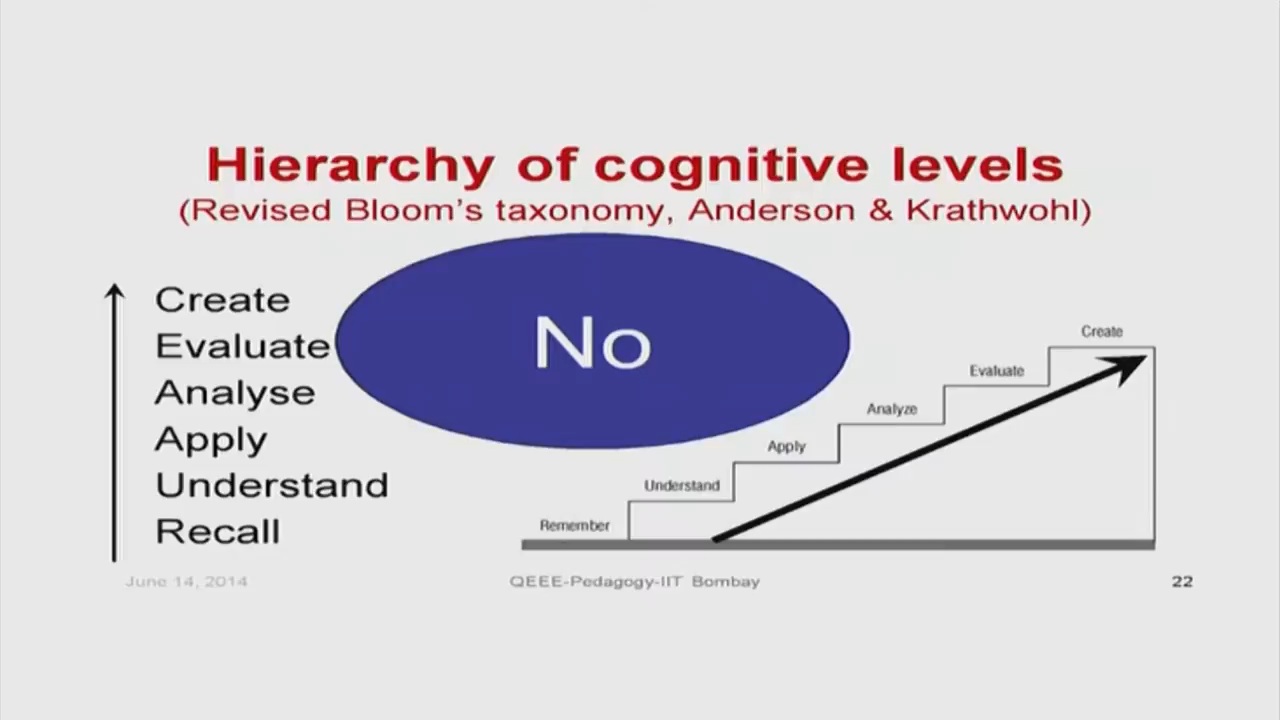 Hierarchy of cognitive levels
(Revised Bloom's taxonomy, Anderson & Krathwohl)
No
Create
Evaluate
Analyse
Apply
Understand
Recall
Create
Evaluate
Analyze
Apply
Understand
Remember
June 14, 2014
QEEE-Pedagogy-IIT Bombay
22